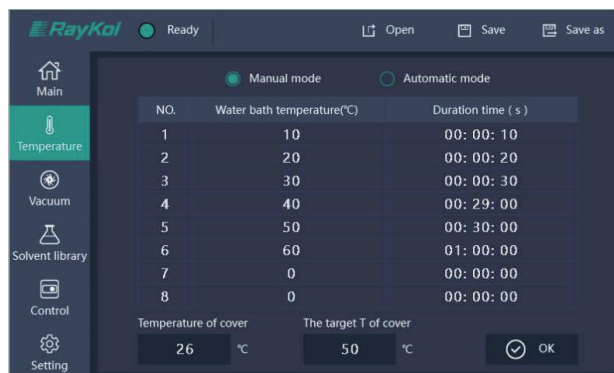 RayKol Ready Open Save Save as
Main
Temperature
Vacuum
Solvent library
Control
Setting
Manual mode Automatic mode
NO. Water bath temperature(℃) Duration time ( s )
1 10 00: 00: 10
2 20 00: 00: 20
3 30 00: 00: 30
4 40 00: 29: 00
5 50 00: 30: 00
6 60 01: 00: 00
7 0 00: 00: 00
8 0 00: 00: 00
Temperature of cover The target T of cover
26 ℃ 50 ℃ OK